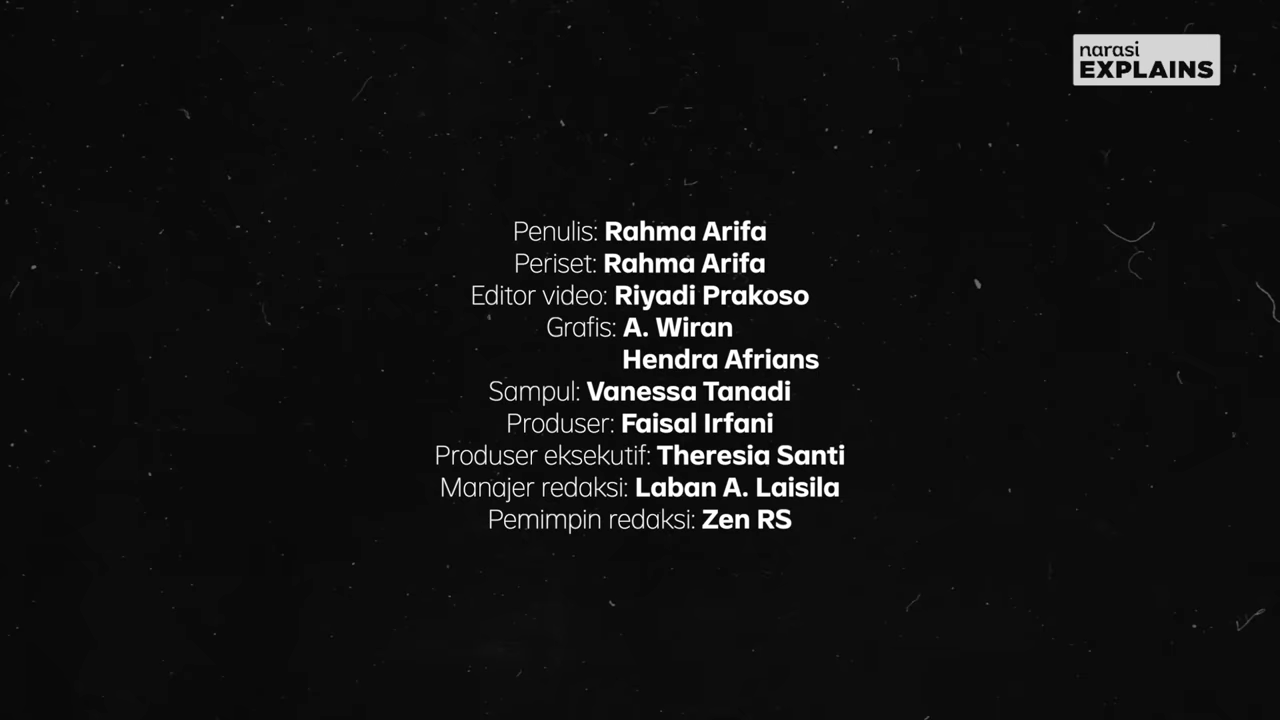 narasi
EXPLAINS
Penulis: Rahma Arifa
Periset: Rahma Arifa
Editor video: Riyadi Prakoso
Grafis: A. Wiran
Hendra Afrians
Sampul: Vanessa Tanadi
Produser: Faisal Irfani
Produser eksekutif: Theresia Santi
Manajer redaksi: Laban A. Laisila
Pemimpin redaksi: Zen RS